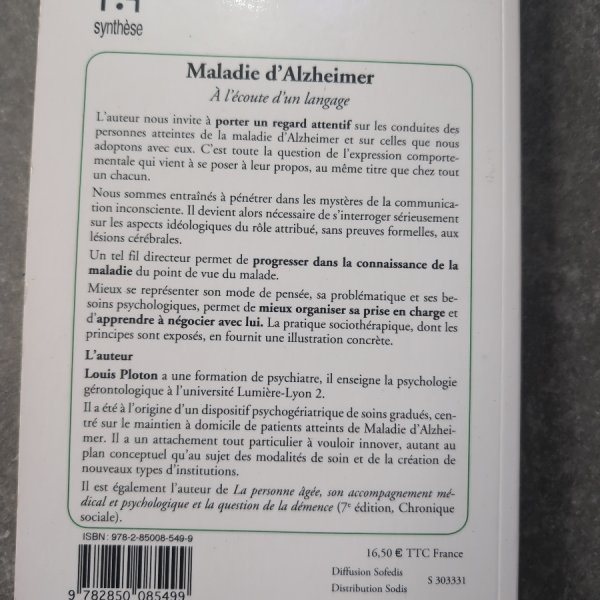 synthèse
Maladie d'Alzheimer
À l'écoute d'un langage
L'auteur nous invite à porter un regard attentif sur les conduites des
personnes atteintes de la maladie d'Alzheimer et sur celles que nous
adoptons avec eux. C'est toute la question de l'expression comporte-
mentale qui vient à se poser à leur propos, au même titre que chez tout
un chacun.
Nous sommes entraînés à pénétrer dans les mystères de la communica-
tion inconsciente. Il devient alors nécessaire de s'interroger sérieusement
sur les aspects idéologiques du rôle attribué, sans preuves formelles, aux
lésions cérébrales.
Un tel fil directeur permet de progresser dans la connaissance de la
maladie du point de vue du malade.
Mieux se représenter son mode de pensée, sa problématique et ses be-
soins psychologiques, permet de mieux organiser sa prise en charge et
d'apprendre à négocier avec lui. La pratique sociothérapique, dont les
principes sont exposés, en fournit une illustration concrète.
L'auteur
Louis Ploton a une formation de psychiatre, il enseigne la psychologie
gérontologique à l'université Lumière-Lyon 2.
Il a été à l'origine d'un dispositif psychogériatrique de soins gradués, cen-
tré sur le maintien à domicile de patients atteints de Maladie d'Alzhei-
mer. Il a un attachement tout particulier à vouloir innover, autant au
plan conceptuel qu'au sujet des modalités de soin et de la création de
nouveaux types d'institutions.
Il est également l'auteur de La personne âgée, son accompagnement mé-
dical et psychologique et la question de la démence (7e édition, Chronique
sociale).
ISBN: 978-2-85008-549-9
9 782850 085499
16,50 € TTC France
Diffusion Sofedis
Distribution Sodis
S 303331